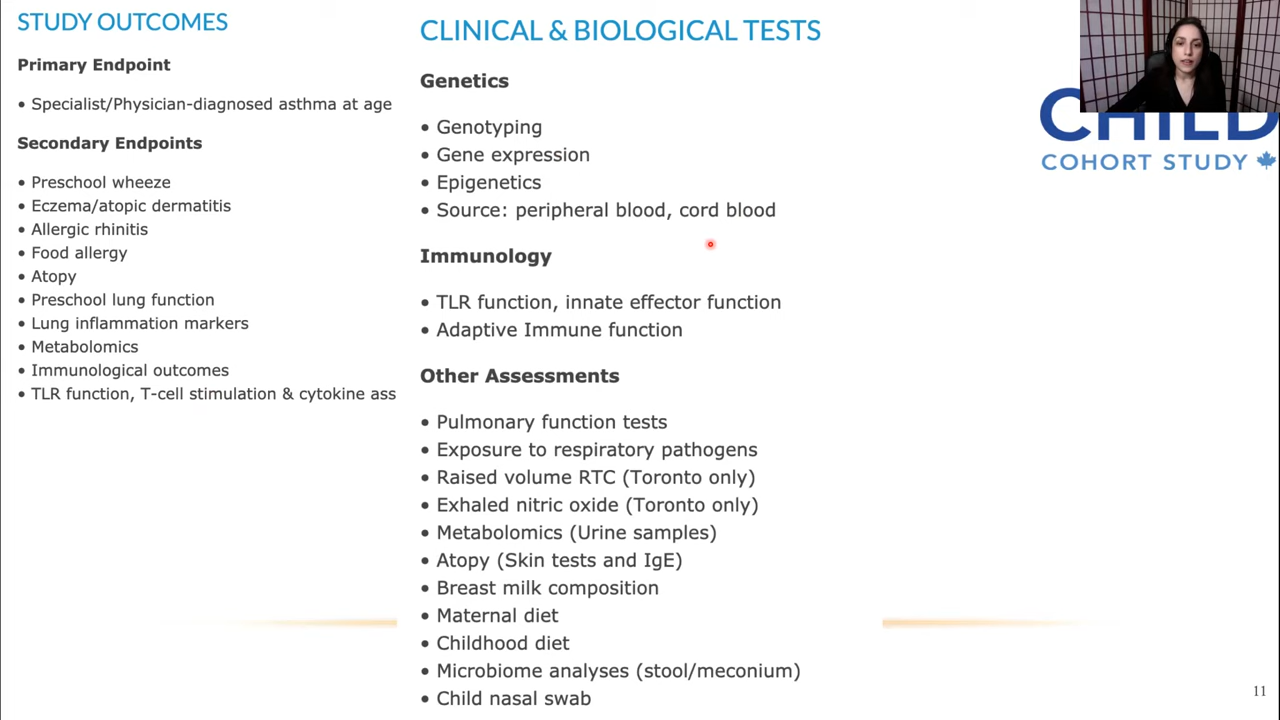 STUDY OUTCOMES
Primary Endpoint
• Specialist/Physician-diagnosed asthma at age
Secondary Endpoints
• Preschool wheeze
• Eczema/atopic dermatitis
• Allergic rhinitis
• Food allergy
• Atopy
• Preschool lung function
• Lung inflammation markers
• Metabolomics
• Immunological outcomes
• TLR function, T-cell stimulation & cytokine ass
CLINICAL & BIOLOGICAL TESTS
Genetics
• Genotyping
• Gene expression
• Epigenetics
• Source: peripheral blood, cord blood
Immunology
• TLR function, innate effector function
• Adaptive Immune function
Other Assessments
• Pulmonary function tests
• Exposure to respiratory pathogens
• Raised volume RTC (Toronto only)
• Exhaled nitric oxide (Toronto only)
• Metabolomics (Urine samples)
• Atopy (Skin tests and IgE)
• Breast milk composition
• Maternal diet
• Childhood diet
• Microbiome analyses (stool/meconium)
• Child nasal swab
CHILD
COHORT STUDY
11